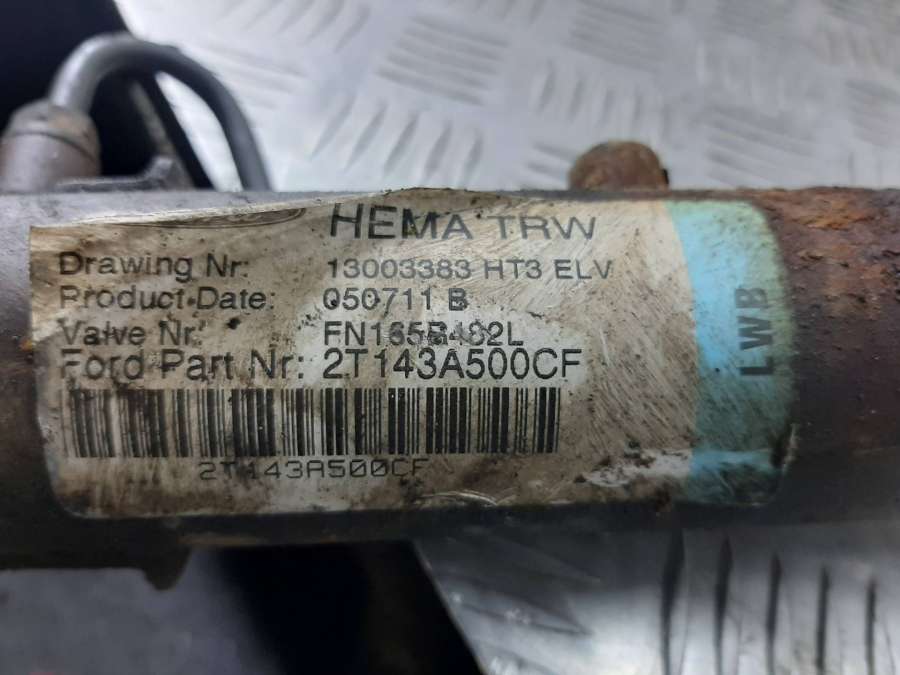 HEMA TRW
Drawing Nr: 13003383 HT3 ELV
Product Date: 050711 B
Valve Nr:
Ford Part Nr: 2T143A500CF
2T143A500CF
LWB